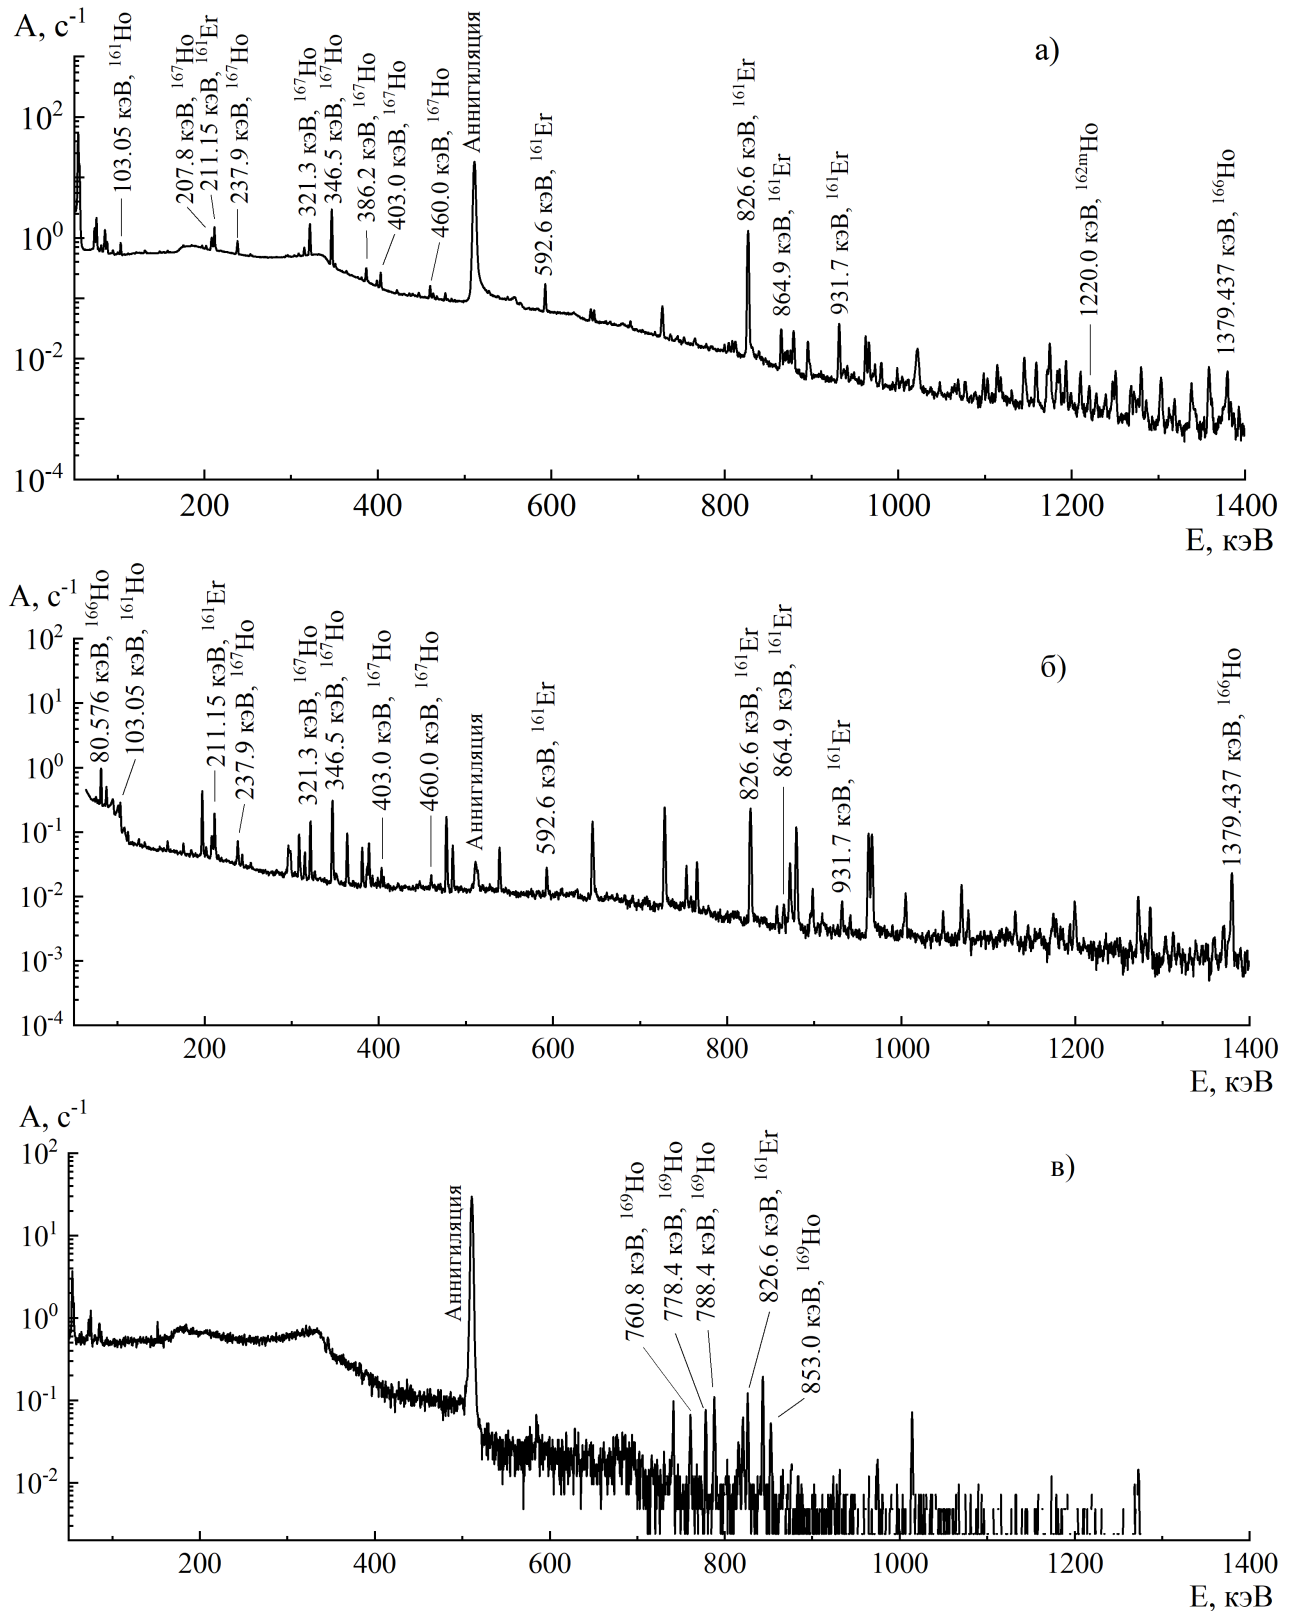 A, с⁻¹
а)
103.05 кэВ, ¹⁶¹Ho
207.8 кэВ, ¹⁶⁷Ho
211.15 кэВ, ¹⁶¹Er
237.9 кэВ, ¹⁶⁷Ho
321.3 кэВ, ¹⁶⁷Ho
346.5 кэВ, ¹⁶⁷Ho
386.2 кэВ, ¹⁶⁷Ho
403.0 кэВ, ¹⁶⁷Ho
460.0 кэВ, ¹⁶⁷Ho
Аннигиляция
592.6 кэВ, ¹⁶¹Er
826.6 кэВ, ¹⁶¹Er
864.9 кэВ, ¹⁶¹Er
931.7 кэВ, ¹⁶¹Er
1220.0 кэВ, ¹⁶²ᵐHo
1379.437 кэВ, ¹⁶⁶Ho
10²
10⁰
10⁻²
10⁻⁴
200 400 600 800 1000 1200 1400
E, кэВ
A, с⁻¹
б)
80.576 кэВ, ¹⁶⁶Ho
103.05 кэВ, ¹⁶¹Ho
211.15 кэВ, ¹⁶¹Er
237.9 кэВ, ¹⁶⁷Ho
321.3 кэВ, ¹⁶⁷Ho
346.5 кэВ, ¹⁶⁷Ho
403.0 кэВ, ¹⁶⁷Ho
460.0 кэВ, ¹⁶⁷Ho
Аннигиляция
592.6 кэВ, ¹⁶¹Er
826.6 кэВ, ¹⁶¹Er
864.9 кэВ, ¹⁶¹Er
931.7 кэВ, ¹⁶¹Er
1379.437 кэВ, ¹⁶⁶Ho
10²
10¹
10⁰
10⁻¹
10⁻²
10⁻³
10⁻⁴
200 400 600 800 1000 1200 1400
E, кэВ
A, с⁻¹
в)
Аннигиляция
760.8 кэВ, ¹⁶⁹Ho
778.4 кэВ, ¹⁶⁹Ho
788.4 кэВ, ¹⁶⁹Ho
826.6 кэВ, ¹⁶¹Er
853.0 кэВ, ¹⁶⁹Ho
10²
10¹
10⁰
10⁻¹
10⁻²
200 400 600 800 1000 1200 1400
E, кэВ